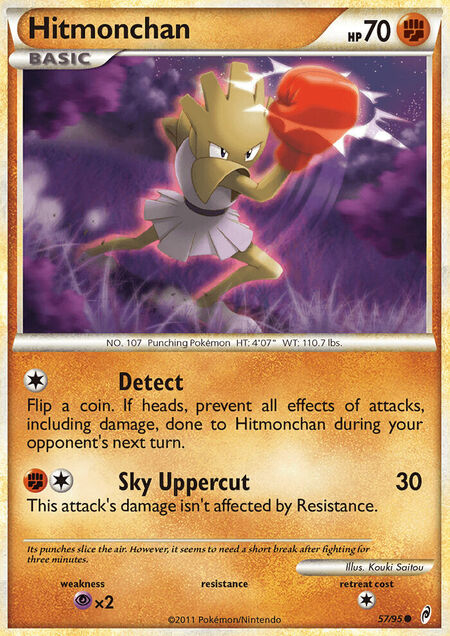 Hitmonchan
HP 70
BASIC
NO. 107 Punching Pokémon HT: 4'07" WT: 110.7 lbs.
Detect
Flip a coin. If heads, prevent all effects of attacks,
including damage, done to Hitmonchan during your
opponent's next turn.
Sky Uppercut 30
This attack's damage isn't affected by Resistance.
Its punches slice the air. However, it seems to need a short break after fighting for
three minutes.
Illus. Kouki Saitou
weakness resistance retreat cost
×2
57/95
©2011 Pokémon/Nintendo